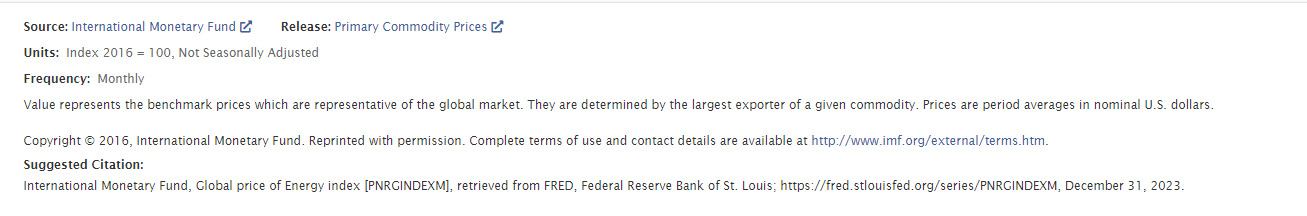 Source: International Monetary Fund Release: Primary Commodity Prices
Units: Index 2016 = 100, Not Seasonally Adjusted
Frequency: Monthly
Value represents the benchmark prices which are representative of the global market. They are determined by the largest exporter of a given commodity. Prices are period averages in nominal U.S. dollars.
Copyright © 2016, International Monetary Fund. Reprinted with permission. Complete terms of use and contact details are available at http://www.imf.org/external/terms.htm.
Suggested Citation:
International Monetary Fund, Global price of Energy index [PNRGINDEXM], retrieved from FRED, Federal Reserve Bank of St. Louis; https://fred.stlouisfed.org/series/PNRGINDEXM, December 31, 2023.